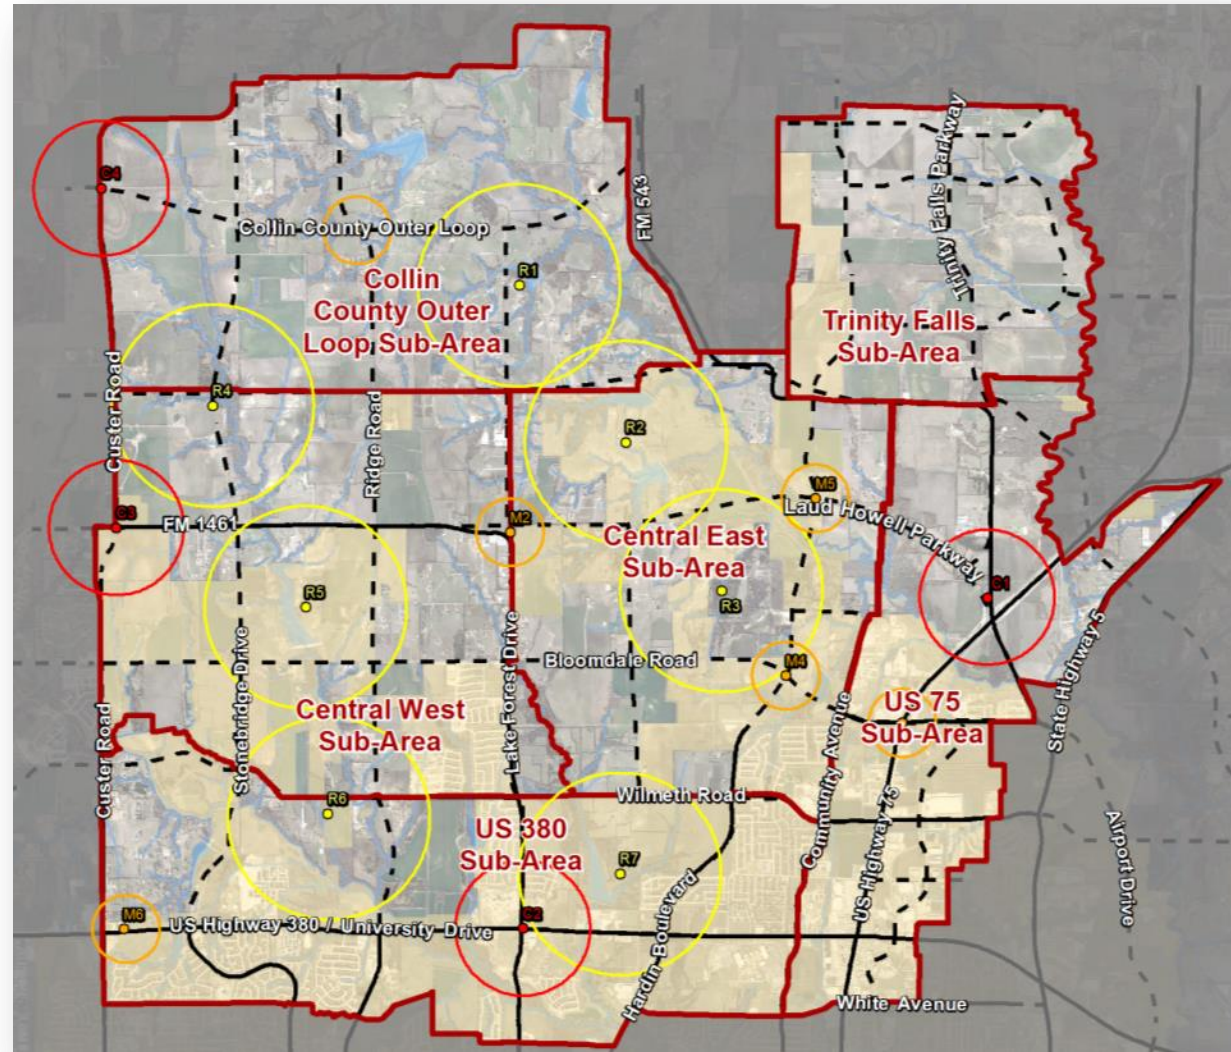 C4
Collin County Outer Loop
FM 543
Trinity Falls Parkway
R1
Collin
County Outer
Loop Sub-Area
Trinity Falls
Sub-Area
R4
Custer Road
Ridge Road
R2
C3
FM 1461
M2
M5
Laud Howell Parkway
Central East
Sub-Area
R5
R3
C1
Stonebridge Drive
Lake Forest Drive
Bloomdale Road
M4
State Highway 5
Central West
Sub-Area
US 75
Sub-Area
Custer Road
Community Avenue
US Highway 75
R6
Wilmeth Road
US 380
Sub-Area
R7
Airport Drive
M6
US Highway 380 / University Drive
C2
Hardin Boulevard
White Avenue